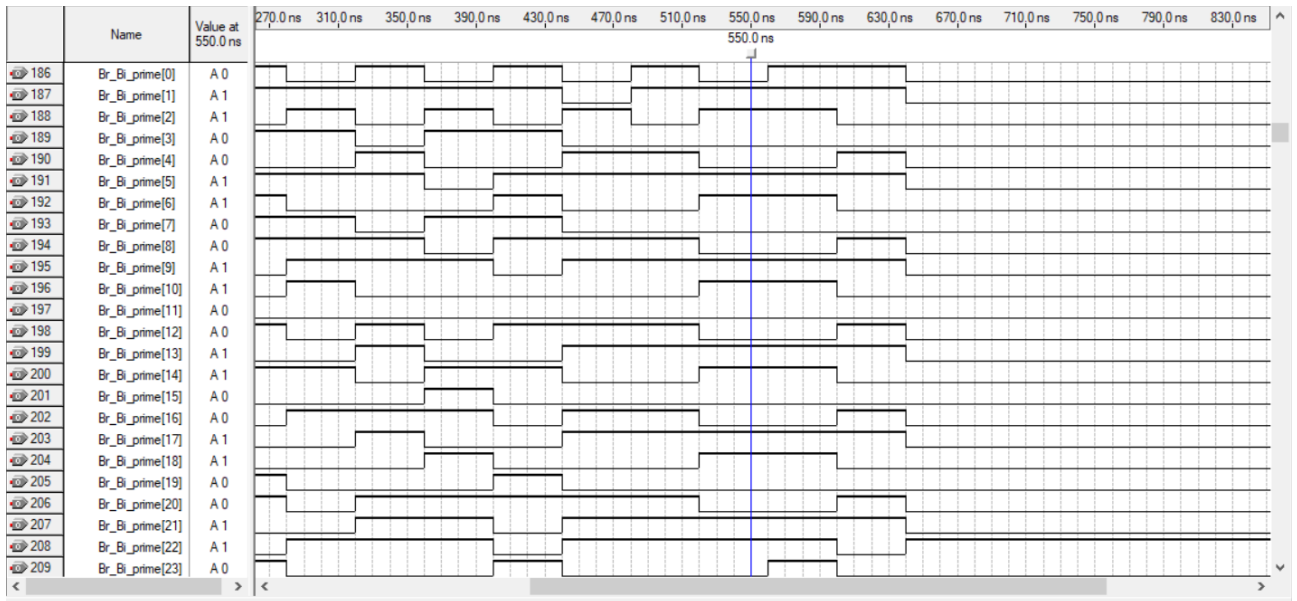 Name Value at 550.0 ns 270.0 ns 310.0 ns 350.0 ns 390.0 ns 430.0 ns 470.0 ns 510.0 ns 550.0 ns 590.0 ns 630.0 ns 670.0 ns 710.0 ns 750.0 ns 790.0 ns 830.0 ns
550.0 ns
186 Br_Bi_prime[0] A 0
187 Br_Bi_prime[1] A 1
188 Br_Bi_prime[2] A 1
189 Br_Bi_prime[3] A 0
190 Br_Bi_prime[4] A 0
191 Br_Bi_prime[5] A 1
192 Br_Bi_prime[6] A 1
193 Br_Bi_prime[7] A 0
194 Br_Bi_prime[8] A 0
195 Br_Bi_prime[9] A 1
196 Br_Bi_prime[10] A 1
197 Br_Bi_prime[11] A 0
198 Br_Bi_prime[12] A 0
199 Br_Bi_prime[13] A 1
200 Br_Bi_prime[14] A 1
201 Br_Bi_prime[15] A 0
202 Br_Bi_prime[16] A 0
203 Br_Bi_prime[17] A 1
204 Br_Bi_prime[18] A 1
205 Br_Bi_prime[19] A 0
206 Br_Bi_prime[20] A 0
207 Br_Bi_prime[21] A 1
208 Br_Bi_prime[22] A 1
209 Br_Bi_prime[23] A 0